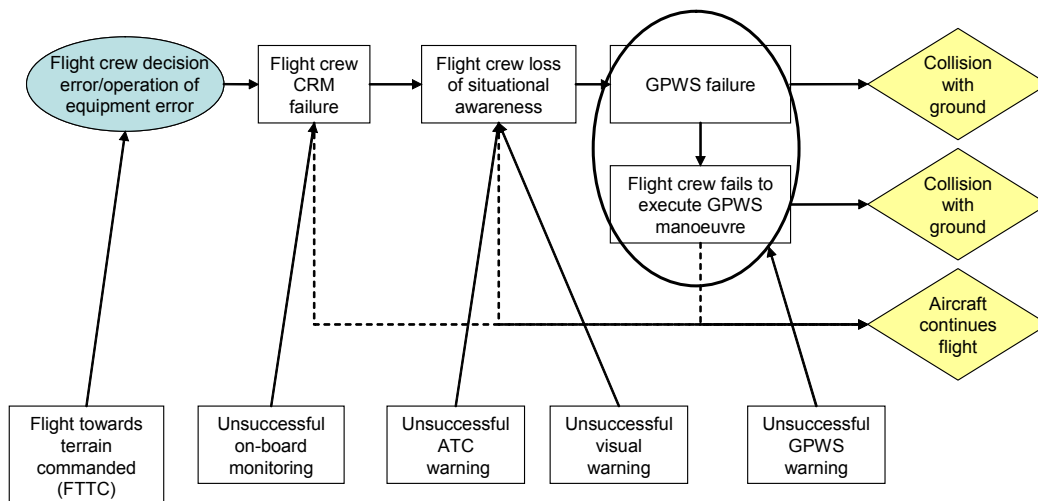 Flight crew decision
error/operation of
equipment error
Flight crew
CRM
failure
Flight crew loss
of situational
awareness
GPWS failure
Collision
with
ground
Flight crew fails to
execute GPWS
manoeuvre
Collision
with
ground
Aircraft
continues
flight
Flight towards
terrain
commanded
(FTTC)
Unsuccessful
on-board
monitoring
Unsuccessful
ATC
warning
Unsuccessful
visual
warning
Unsuccessful
GPWS
warning